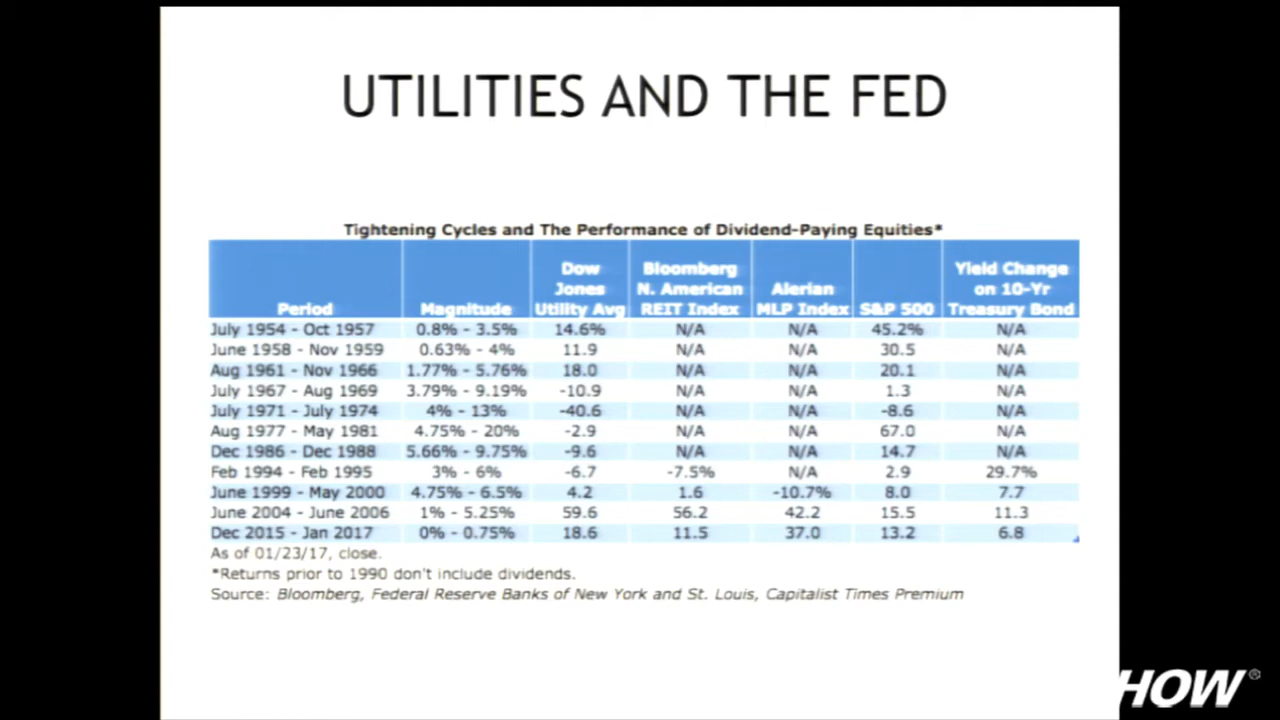 UTILITIES AND THE FED
Tightening Cycles and The Performance of Dividend-Paying Equities*
Period Magnitude Dow Jones Utility Avg Bloomberg N. American REIT Index Alerian MLP Index S&P 500 Yield Change on 10-Yr Treasury Bond
July 1954 - Oct 1957 0.8% - 3.5% 14.6% N/A N/A 45.2% N/A
June 1958 - Nov 1959 0.63% - 4% 11.9 N/A N/A 30.5 N/A
Aug 1961 - Nov 1966 1.77% - 5.76% 18.0 N/A N/A 20.1 N/A
July 1967 - Aug 1969 3.79% - 9.19% -10.9 N/A N/A 1.3 N/A
July 1971 - July 1974 4% - 13% -40.6 N/A N/A -8.6 N/A
Aug 1977 - May 1981 4.75% - 20% -2.9 N/A N/A 67.0 N/A
Dec 1986 - Dec 1988 5.66% - 9.75% -9.6 N/A N/A 14.7 N/A
Feb 1994 - Feb 1995 3% - 6% -6.7 -7.5% N/A 2.9 29.7%
June 1999 - May 2000 4.75% - 6.5% 4.2 1.6 -10.7% 8.0 7.7
June 2004 - June 2006 1% - 5.25% 59.6 56.2 42.2 15.5 11.3
Dec 2015 - Jan 2017 0% - 0.75% 18.6 11.5 37.0 13.2 6.8
As of 01/23/17, close.
*Returns prior to 1990 don't include dividends.
Source: Bloomberg, Federal Reserve Banks of New York and St. Louis, Capitalist Times Premium
HOW®